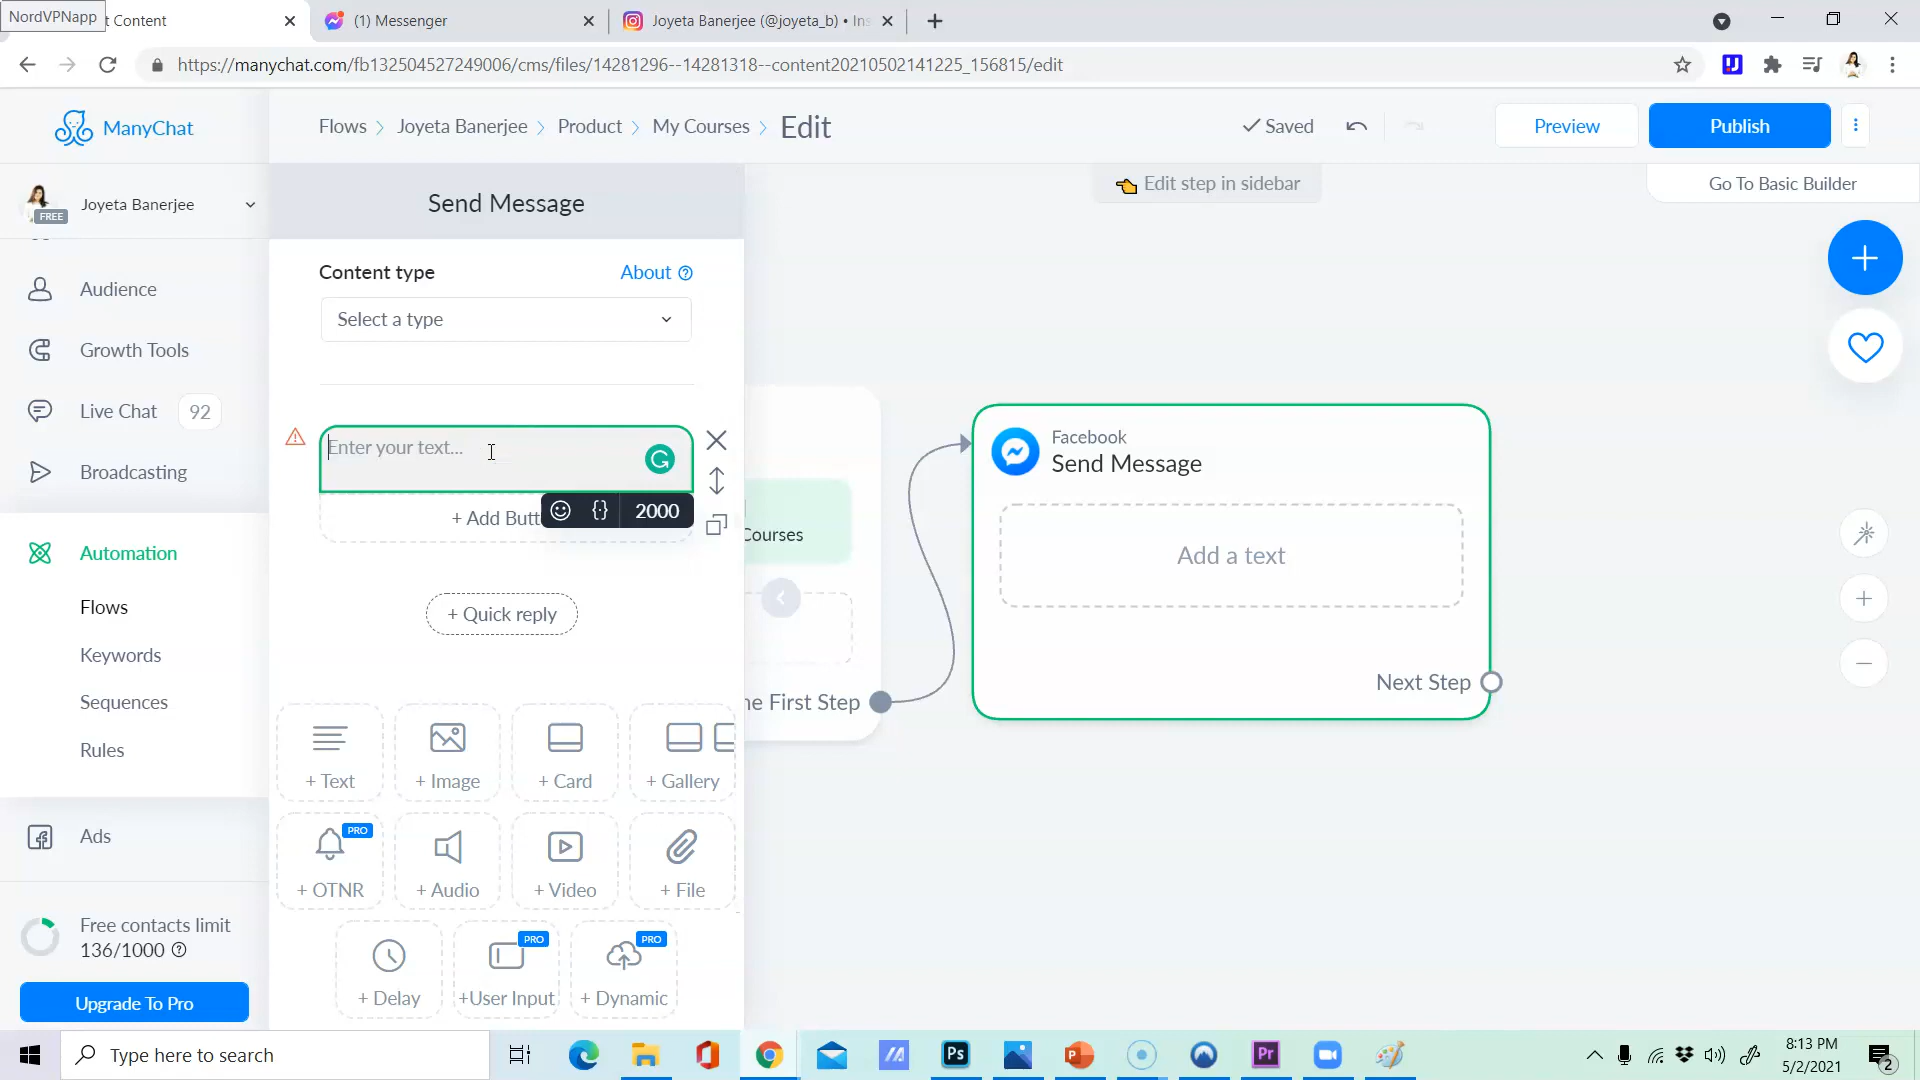 NordVPNapp
t Content
(1) Messenger
Joyeta Banerjee (@joyeta_b) • Ins
https://manychat.com/fb132504527249006/cms/files/14281296--14281318--content20210502141225_156815/edit
ManyChat
Flows
Joyeta Banerjee
Product
My Courses
Edit
Saved
Preview
Publish
Joyeta Banerjee
FREE
Send Message
Edit step in sidebar
Go To Basic Builder
Audience
Growth Tools
Live Chat
92
Broadcasting
Automation
Flows
Keywords
Sequences
Rules
Ads
Free contacts limit
136/1000
Upgrade To Pro
Content type
About
Select a type
Enter your text...
+ Add Butt
2000
+ Quick reply
+ Text
+ Image
+ Card
+ Gallery
PRO
+ OTNR
+ Audio
+ Video
+ File
+ Delay
PRO
+User Input
PRO
+ Dynamic
Courses
he First Step
Facebook
Send Message
Add a text
Next Step
Type here to search
Ps
Pr
8:13 PM
5/2/2021
2